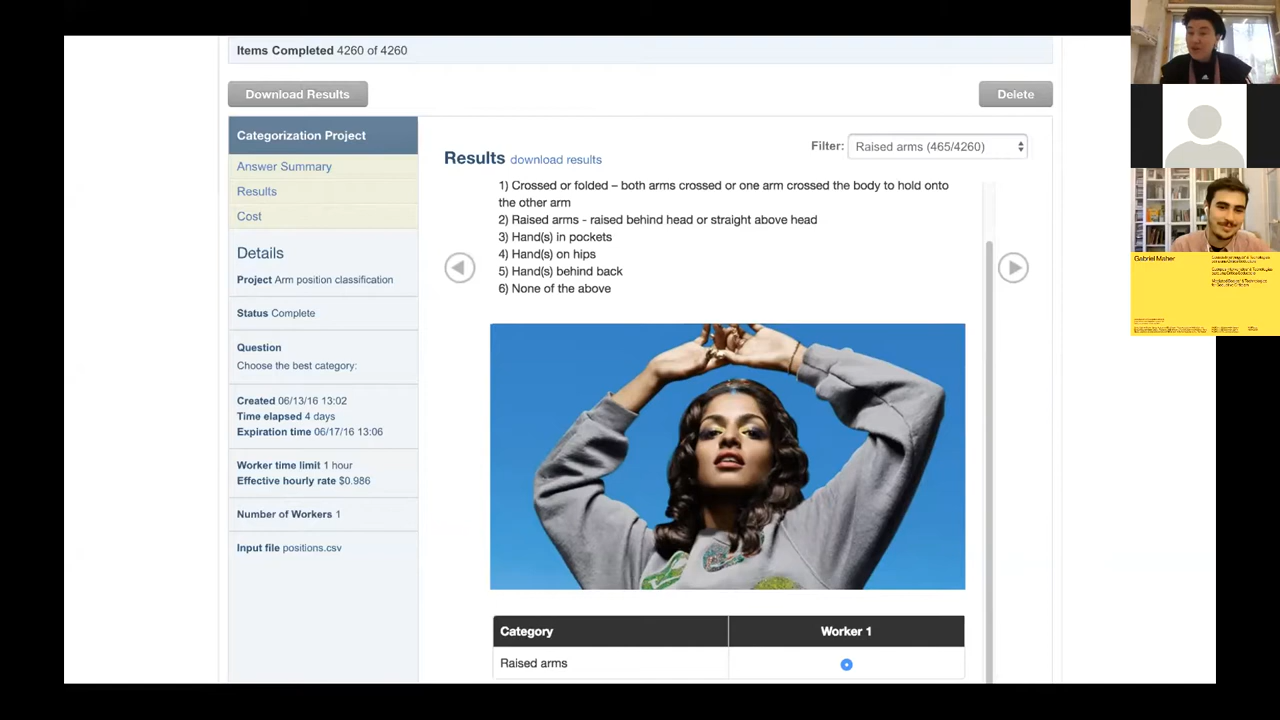 Items Completed 4260 of 4260
Download Results
Delete
Categorization Project
Answer Summary
Results
Cost
Details
Project Arm position classification
Status Complete
Question
Choose the best category:
Created 06/13/16 13:02
Time elapsed 4 days
Expiration time 06/17/16 13:06
Worker time limit 1 hour
Effective hourly rate $0.986
Number of Workers 1
Input file positions.csv
Filter: Raised arms (465/4260)
Results download results
1) Crossed or folded – both arms crossed or one arm crossed the body to hold onto
the other arm
2) Raised arms - raised behind head or straight above head
3) Hand(s) in pockets
4) Hand(s) on hips
5) Hand(s) behind back
6) None of the above
Category Worker 1
Raised arms
Gabriel Maher